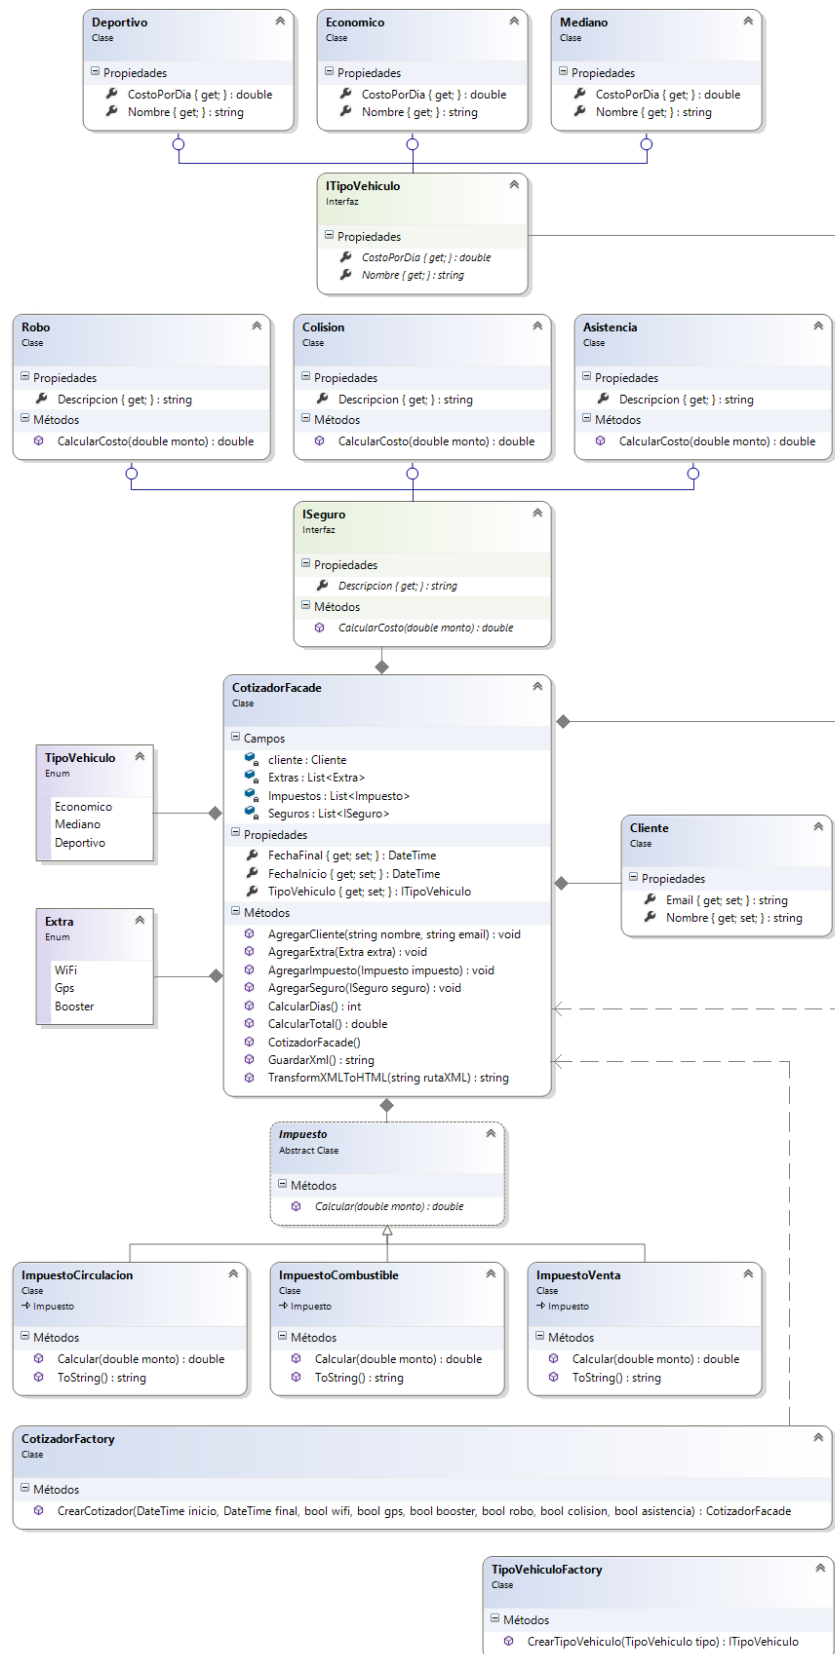 Deportivo
Clase
Propiedades
CostoPorDia { get; } : double
Nombre { get; } : string
Economico
Clase
Propiedades
CostoPorDia { get; } : double
Nombre { get; } : string
Mediano
Clase
Propiedades
CostoPorDia { get; } : double
Nombre { get; } : string
ITipoVehiculo
Interfaz
Propiedades
CostoPorDia { get; } : double
Nombre { get; } : string
Robo
Clase
Propiedades
Descripcion { get; } : string
Métodos
CalcularCosto(double monto) : double
Colision
Clase
Propiedades
Descripcion { get; } : string
Métodos
CalcularCosto(double monto) : double
Asistencia
Clase
Propiedades
Descripcion { get; } : string
Métodos
CalcularCosto(double monto) : double
ISeguro
Interfaz
Propiedades
Descripcion { get; } : string
Métodos
CalcularCosto(double monto) : double
CotizadorFacade
Clase
Campos
cliente : Cliente
Extras : List<Extra>
Impuestos : List<Impuesto>
Seguros : List<ISeguro>
Propiedades
FechaFinal { get; set; } : DateTime
FechaInicio { get; set; } : DateTime
TipoVehiculo { get; set; } : ITipoVehiculo
Métodos
AgregarCliente(string nombre, string email) : void
AgregarExtra(Extra extra) : void
AgregarImpuesto(Impuesto impuesto) : void
AgregarSeguro(ISeguro seguro) : void
CalcularDias() : int
CalcularTotal() : double
CotizadorFacade()
GuardarXml() : string
TransformXMLToHTML(string rutaXML) : string
TipoVehiculo
Enum
Economico
Mediano
Deportivo
Extra
Enum
WiFi
Gps
Booster
Cliente
Clase
Propiedades
Email { get; set; } : string
Nombre { get; set; } : string
Impuesto
Abstract Clase
Métodos
Calcular(double monto) : double
ImpuestoCirculacion
Clase
Impuesto
Métodos
Calcular(double monto) : double
ToString() : string
ImpuestoCombustible
Clase
Impuesto
Métodos
Calcular(double monto) : double
ToString() : string
ImpuestoVenta
Clase
Impuesto
Métodos
Calcular(double monto) : double
ToString() : string
CotizadorFactory
Clase
Métodos
CrearCotizador(DateTime inicio, DateTime final, bool wifi, bool gps, bool booster, bool robo, bool colision, bool asistencia) : CotizadorFacade
TipoVehiculoFactory
Clase
Métodos
CrearTipoVehiculo(TipoVehiculo tipo) : ITipoVehiculo